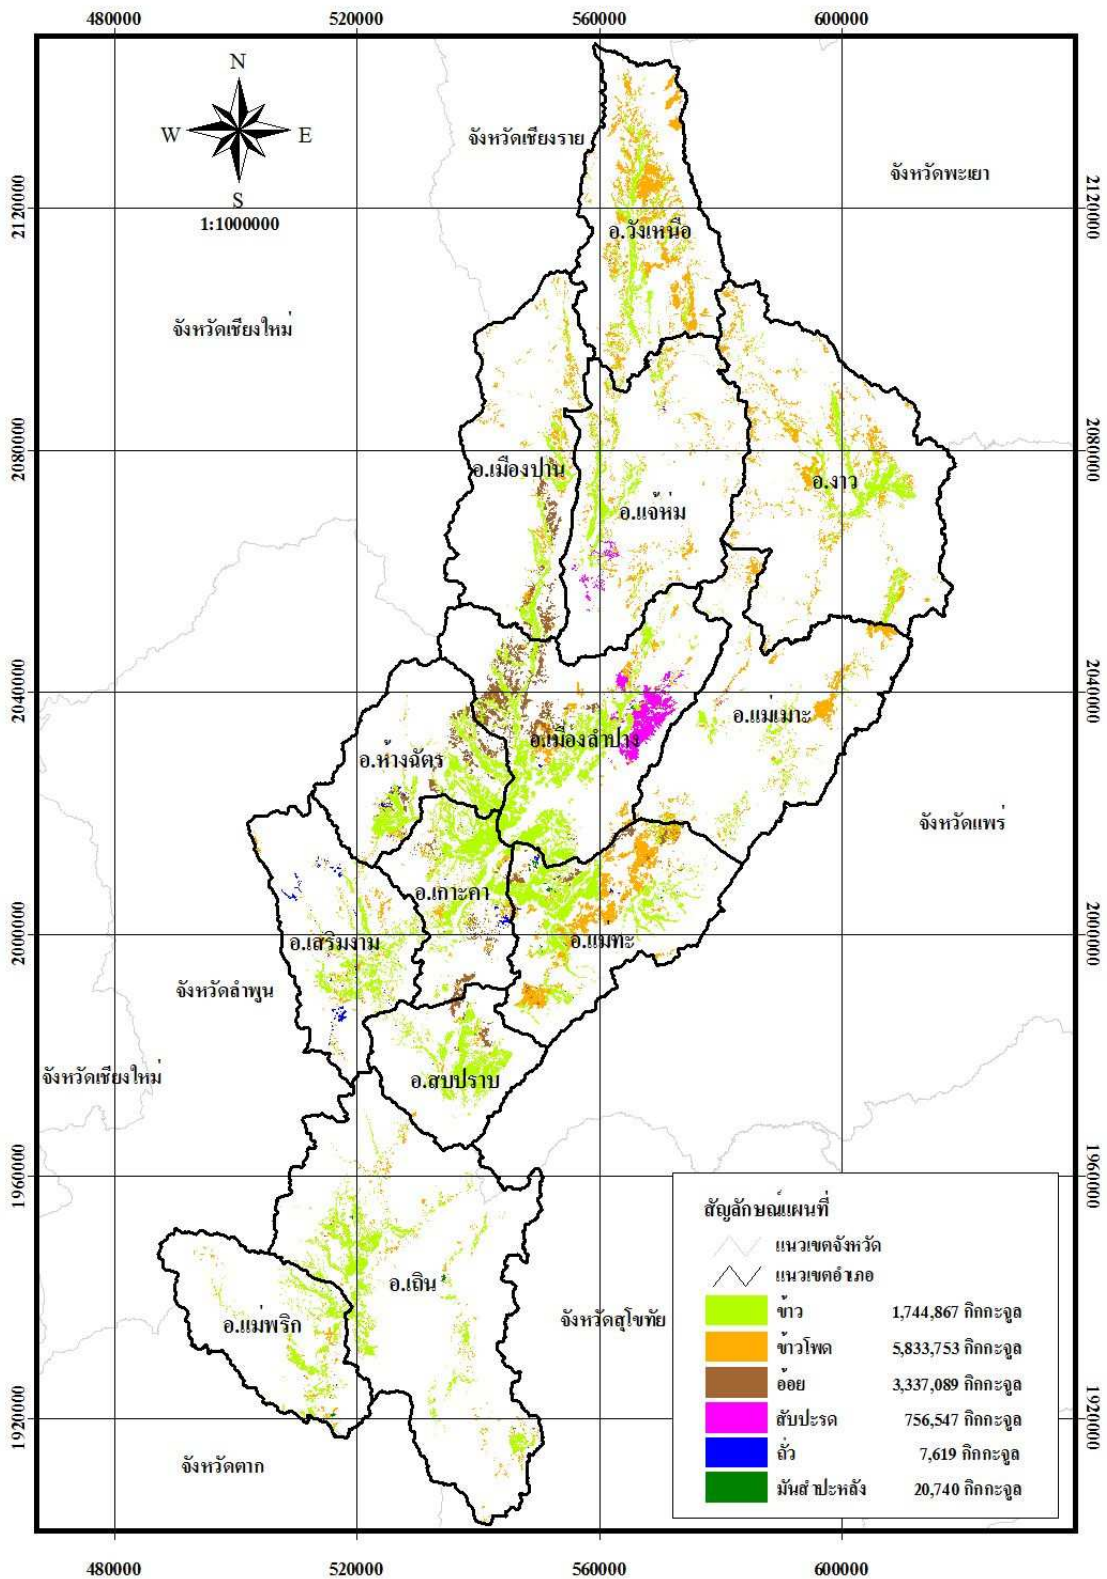 480000 520000 560000 600000
N
W E
S
1:1000000
จังหวัดเชียงราย
จังหวัดพะเยา
2120000 2120000
อ.วังเหนือ
จังหวัดเชียงใหม่
2080000 2080000
อ.เมืองปาน
อ.งาว
อ.แจ้ห่ม
2040000 2040000
อ.แม่เมาะ
อ.เมืองลำปาง
อ.ห้างฉัตร
จังหวัดแพร่
อ.เกาะคา
2000000 2000000
อ.เสริมงาม
อ.แม่ทะ
จังหวัดลำพูน
จังหวัดเชียงใหม่
อ.สบปราบ
1960000 1960000
อ.เถิน
อ.แม่พริก
จังหวัดสุโขทัย
1920000 1920000
จังหวัดตาก
สัญลักษณ์แผนที่
แนวเขตจังหวัด
แนวเขตอำเภอ
ข้าว 1,744,867 กิกกะจูล
ข้าวโพด 5,833,753 กิกกะจูล
อ้อย 3,337,089 กิกกะจูล
สับปะรด 756,547 กิกกะจูล
ถั่ว 7,619 กิกกะจูล
มันสำปะหลัง 20,740 กิกกะจูล
480000 520000 560000 600000